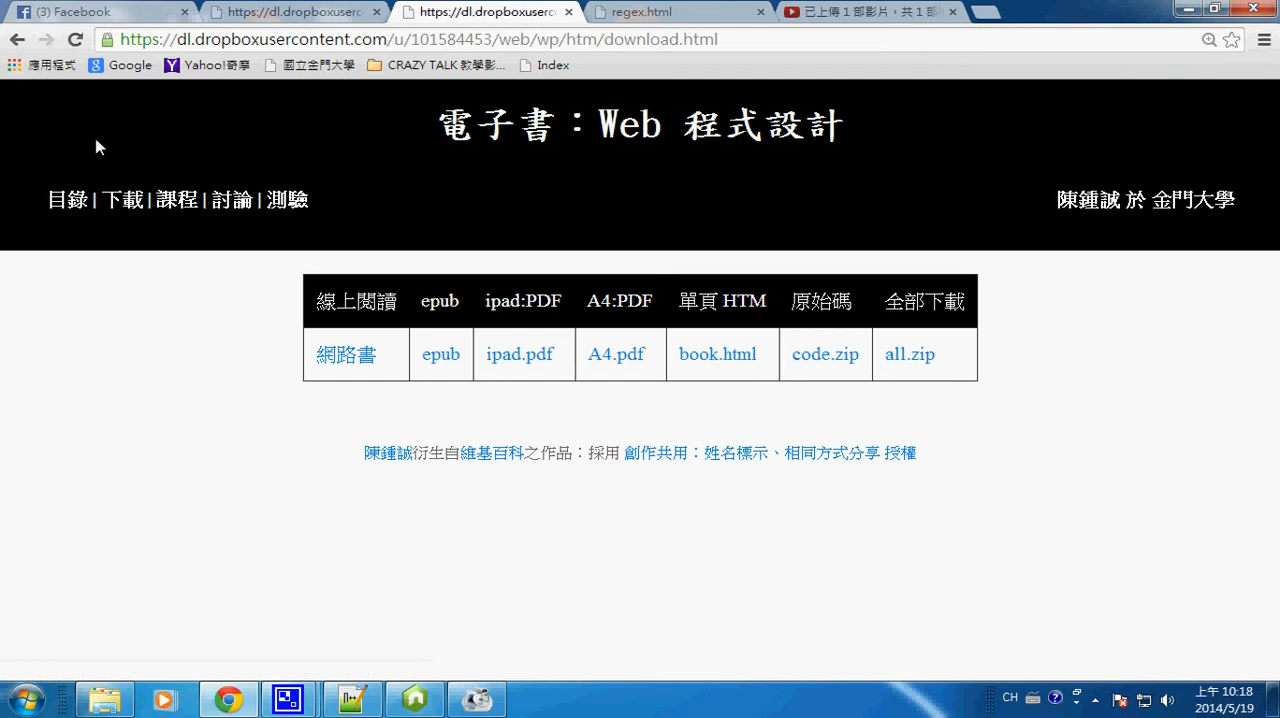 (3) Facebook
https://dl.dropboxuserc
https://dl.dropboxuserc
regex.html
已上傳 1 部影片，共 1 部
https://dl.dropboxusercontent.com/u/101584453/web/wp/htm/download.html
應用程式
Google
Yahoo!奇摩
國立金門大學
CRAZY TALK 教學影...
Index
電子書：Web 程式設計
目錄 | 下載 | 課程 | 討論 | 測驗
陳鍾誠 於 金門大學
線上閱讀 epub ipad:PDF A4:PDF 單頁 HTM 原始碼 全部下載
網路書 epub ipad.pdf A4.pdf book.html code.zip all.zip
陳鍾誠衍生自維基百科之作品：採用 創作共用：姓名標示、相同方式分享 授權
CH
上午 10:18
2014/5/19